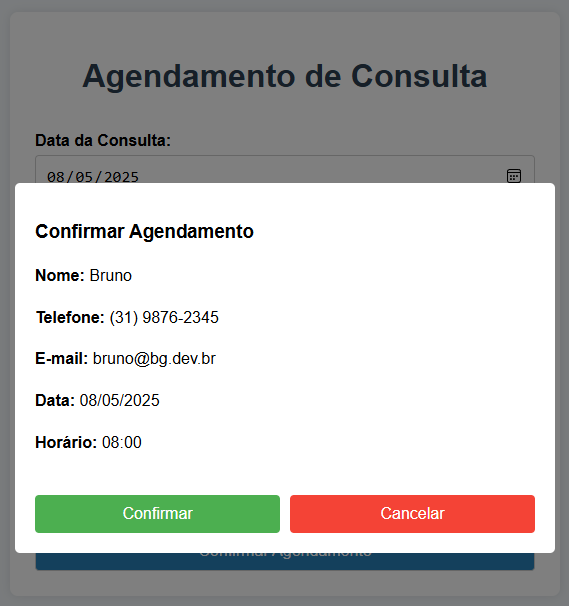 Agendamento de Consulta
Data da Consulta:
08/05/2025
Confirmar Agendamento
Nome: Bruno
Telefone: (31) 9876-2345
E-mail: bruno@bg.dev.br
Data: 08/05/2025
Horário: 08:00
Confirmar Cancelar
Confirmar Agendamento